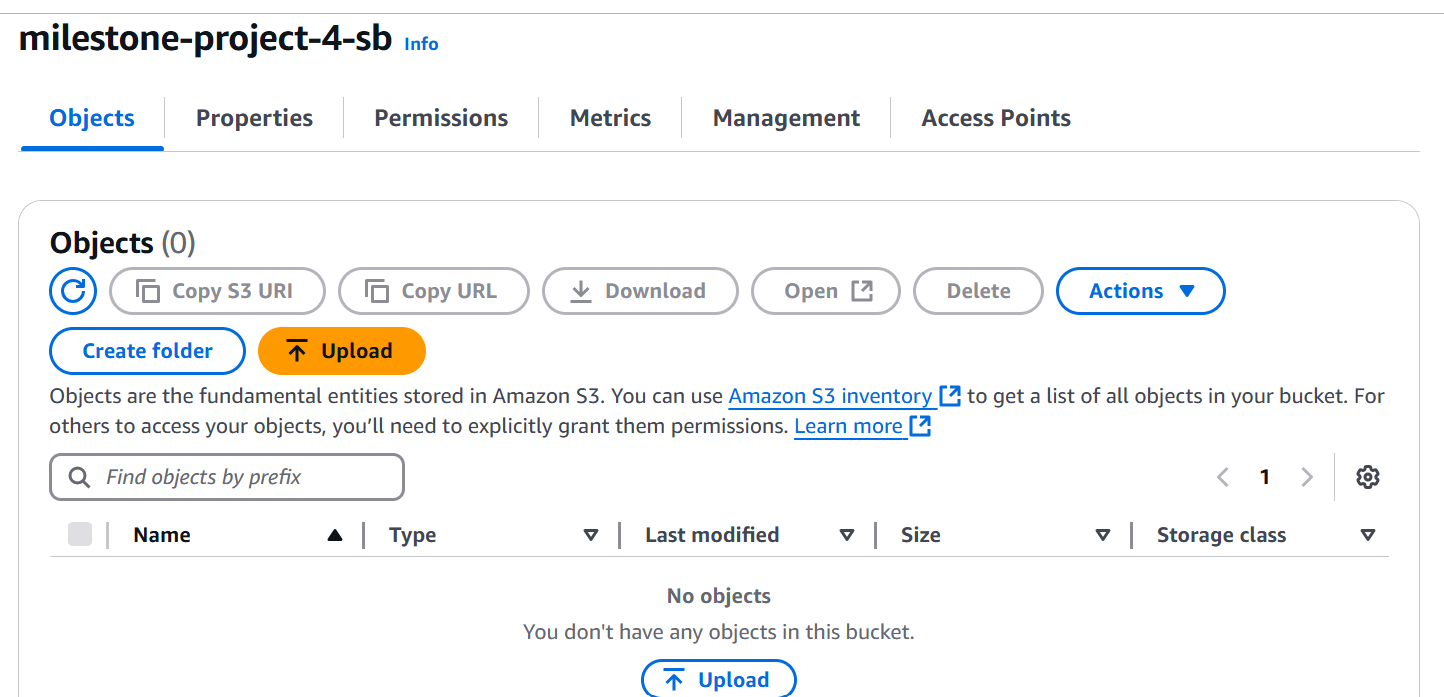 milestone-project-4-sb Info
Objects Properties Permissions Metrics Management Access Points
Objects (0)
Copy S3 URI Copy URL Download Open Delete Actions
Create folder Upload
Objects are the fundamental entities stored in Amazon S3. You can use Amazon S3 inventory to get a list of all objects in your bucket. For
others to access your objects, you’ll need to explicitly grant them permissions. Learn more
Find objects by prefix 1
Name Type Last modified Size Storage class
No objects
You don't have any objects in this bucket.
Upload